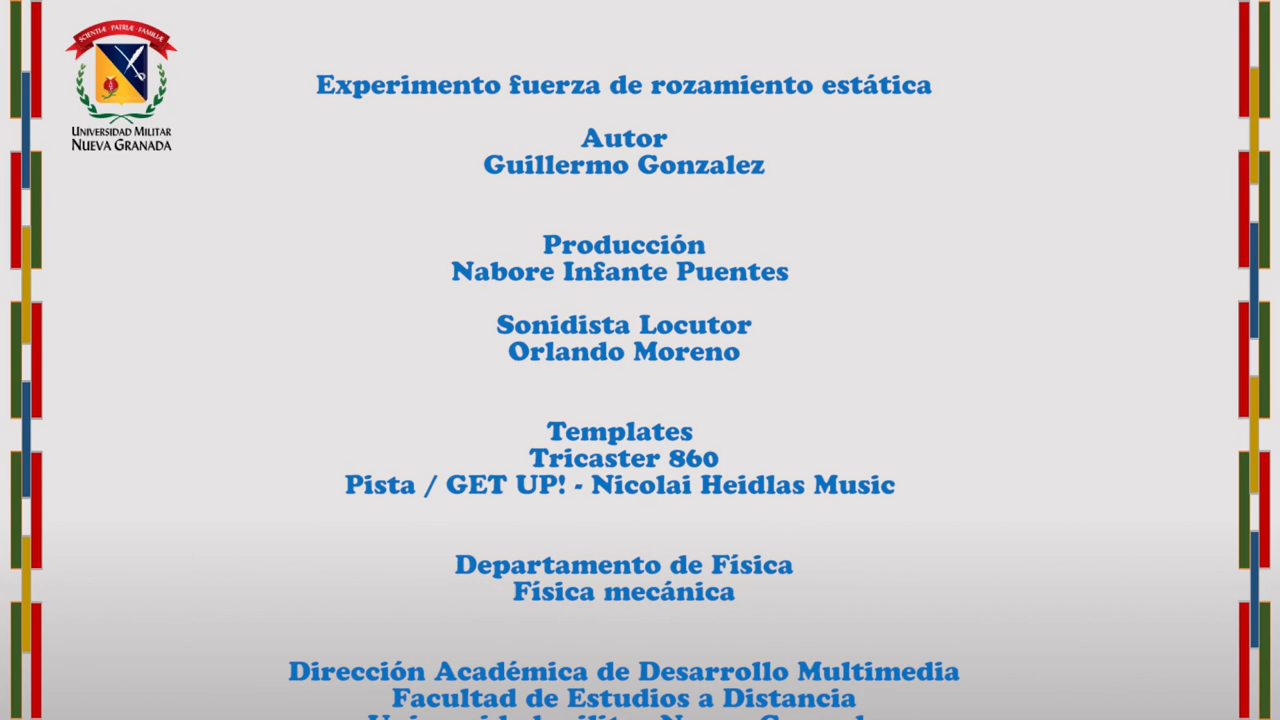 SCIENTIÆ PATRIÆ FAMILIÆ
UNIVERSIDAD MILITAR
NUEVA GRANADA
Experimento fuerza de rozamiento estática
Autor
Guillermo Gonzalez
Producción
Nabore Infante Puentes
Sonidista Locutor
Orlando Moreno
Templates
Tricaster 860
Pista / GET UP! - Nicolai Heidlas Music
Departamento de Física
Física mecánica
Dirección Académica de Desarrollo Multimedia
Facultad de Estudios a Distancia